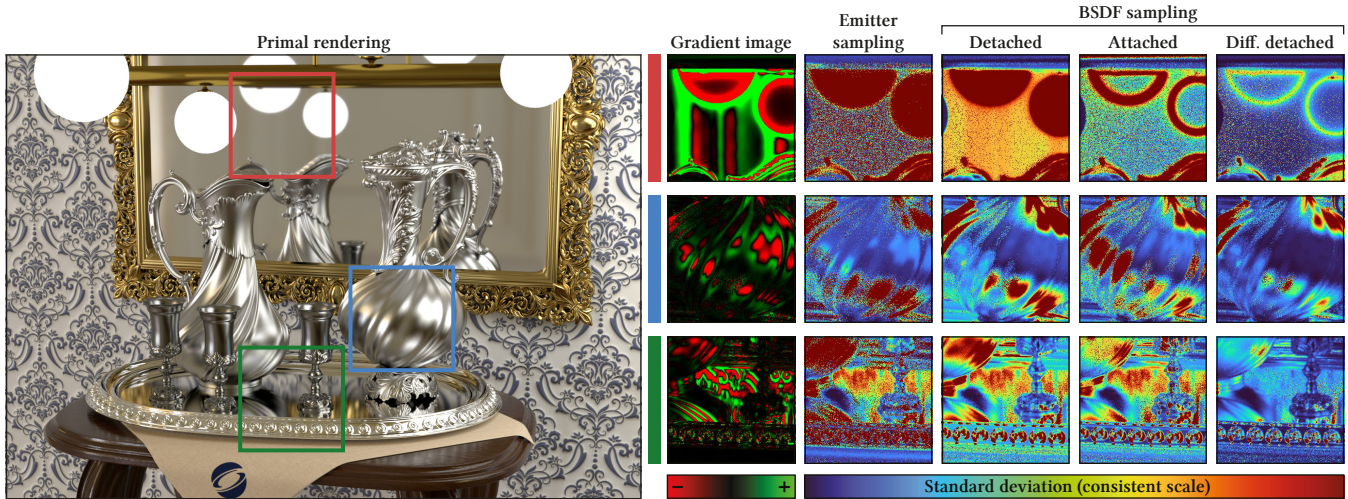 Primal rendering
Gradient image
Emitter
sampling
BSDF sampling
Detached
Attached
Diff. detached
−
+
Standard deviation (consistent scale)